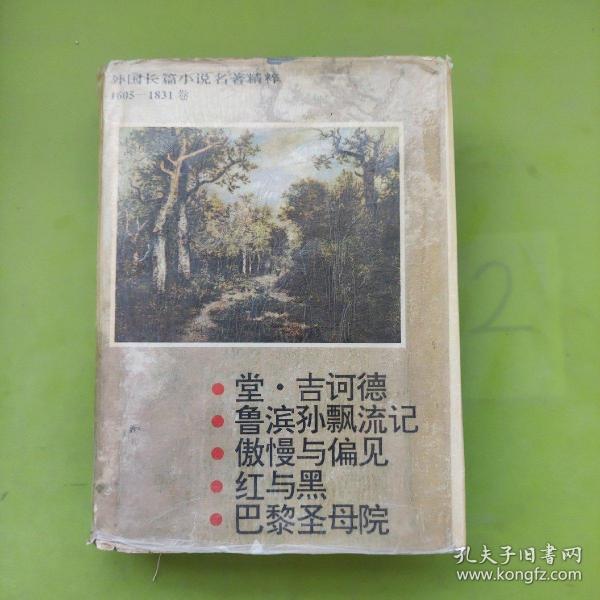 外国长篇小说名著精粹
1605—1831卷
2
堂·吉诃德
鲁滨孙飘流记
傲慢与偏见
红与黑
巴黎圣母院
孔夫子旧书网
www.kongfz.com